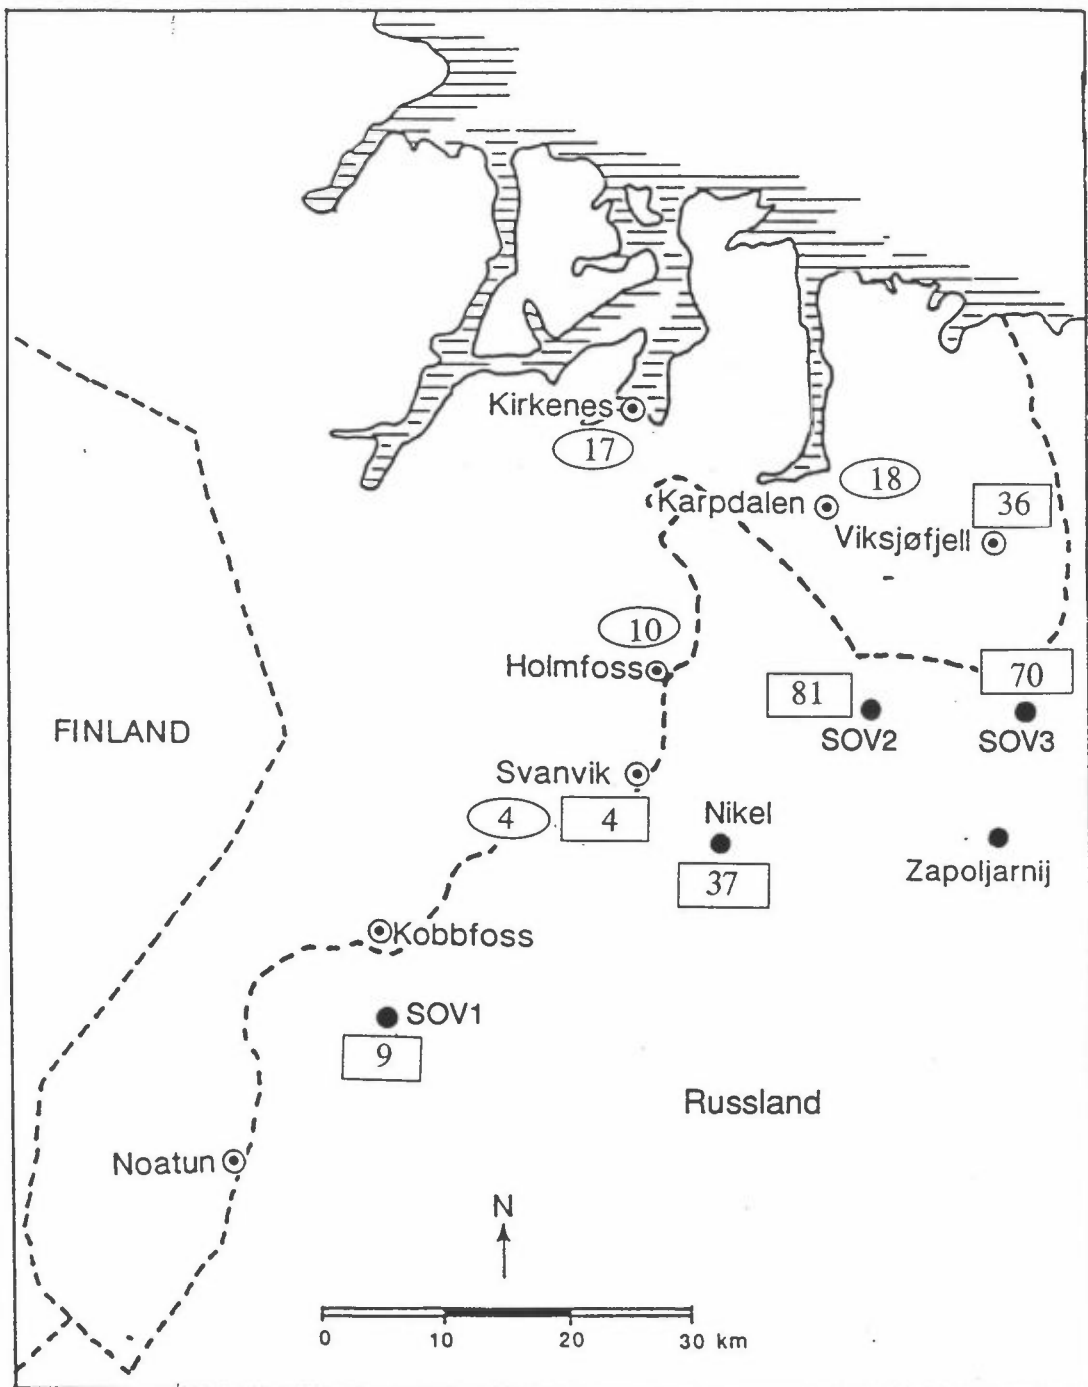 Kirkenes
17
18
Karpdalen
36
Viksjøfjell
10
Holmfoss
70
81
FINLAND
SOV2
SOV3
Svanvik
4
4
Nikel
37
Zapoljarnij
Kobbfoss
SOV1
9
Russland
Noatun
N
0 10 20 30 km